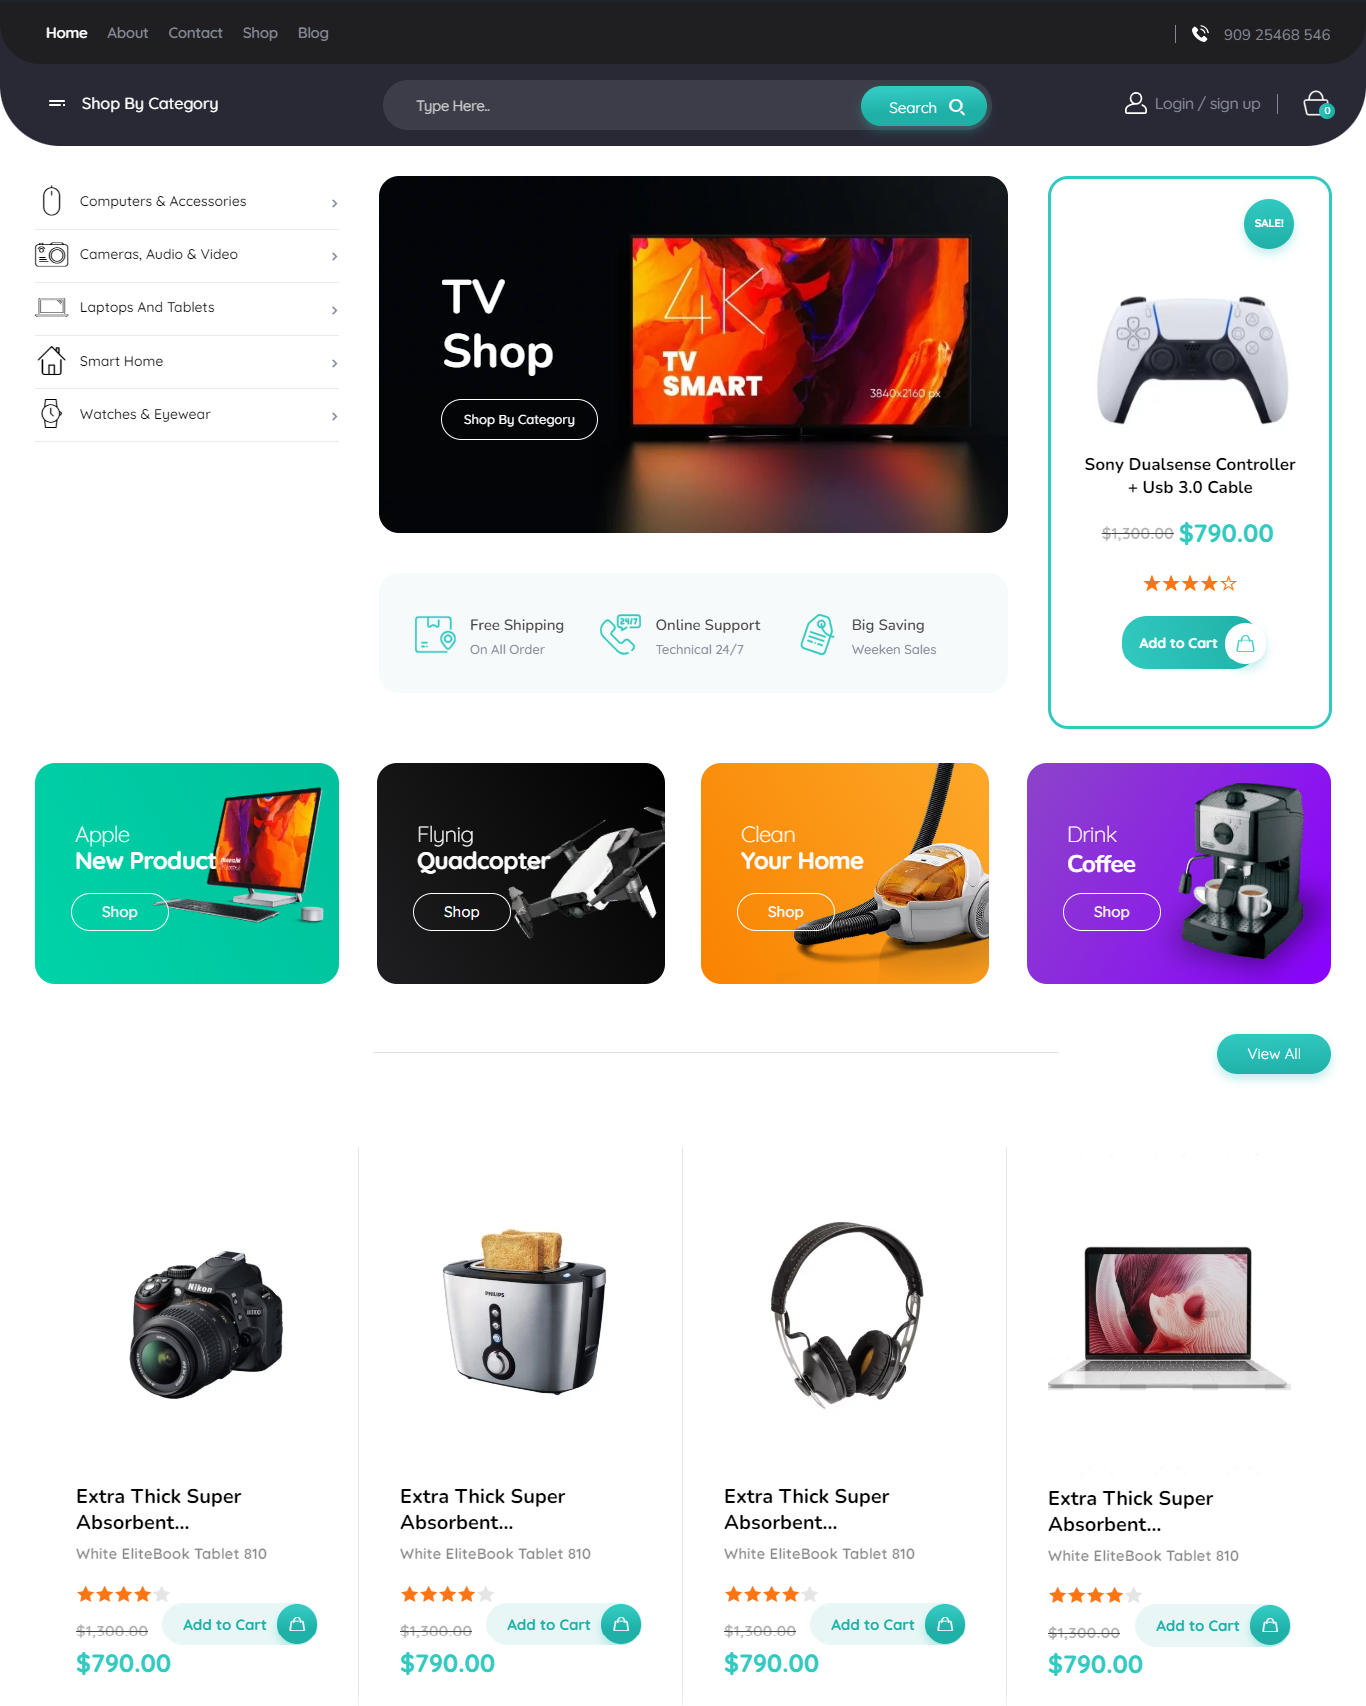 Home About Contact Shop Blog
909 25468 546
Shop By Category
Type Here..
Search
Login / sign up
0
Computers & Accessories
Cameras, Audio & Video
Laptops And Tablets
Smart Home
Watches & Eyewear
TV
Shop
Shop By Category
4K
TV
SMART
3840x2160 px
SALE!
Sony Dualsense Controller
+ Usb 3.0 Cable
$1,300.00 $790.00
Add to Cart
Free Shipping
On All Order
24/7
Online Support
Technical 24/7
Big Saving
Weeken Sales
Apple
New Product
Shop
Flynig
Quadcopter
Shop
Clean
Your Home
Shop
Drink
Coffee
Shop
View All
Nikon
PHILIPS
Extra Thick Super
Absorbent...
White EliteBook Tablet 810
$1,300.00
Add to Cart
$790.00
Extra Thick Super
Absorbent...
White EliteBook Tablet 810
$1,300.00
Add to Cart
$790.00
Extra Thick Super
Absorbent...
White EliteBook Tablet 810
$1,300.00
Add to Cart
$790.00
Extra Thick Super
Absorbent...
White EliteBook Tablet 810
$1,300.00
Add to Cart
$790.00